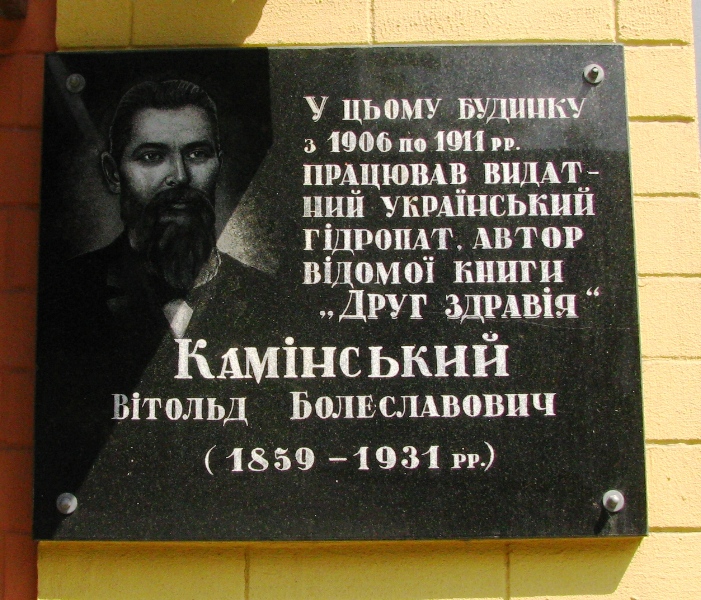 У цьому будинку
з 1906 по 1911 рр.
працював видат-
ний український
гідропат, автор
відомої книги
„Друг здравія“
Камінський
Вітольд Болеславович
(1859 – 1931 рр.)